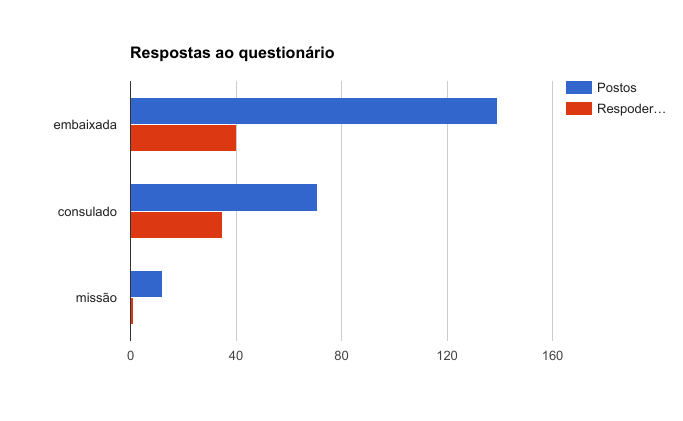 Respostas ao questionário
Postos
Respoder…
embaixada
consulado
missão
0 40 80 120 160